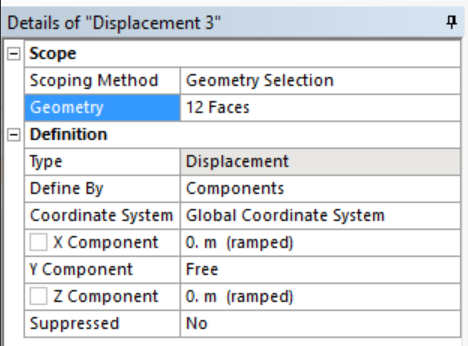 Details of "Displacement 3"
Scope
Scoping Method Geometry Selection
Geometry 12 Faces
Definition
Type Displacement
Define By Components
Coordinate System Global Coordinate System
X Component 0. m (ramped)
Y Component Free
Z Component 0. m (ramped)
Suppressed No